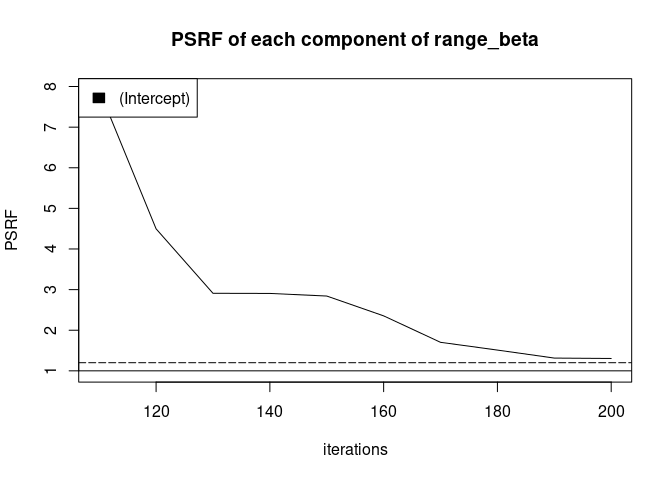 PSRF of each component of range_beta
(Intercept)
8
7
6
5
4
3
2
1
PSRF
120 140 160 180 200
iterations